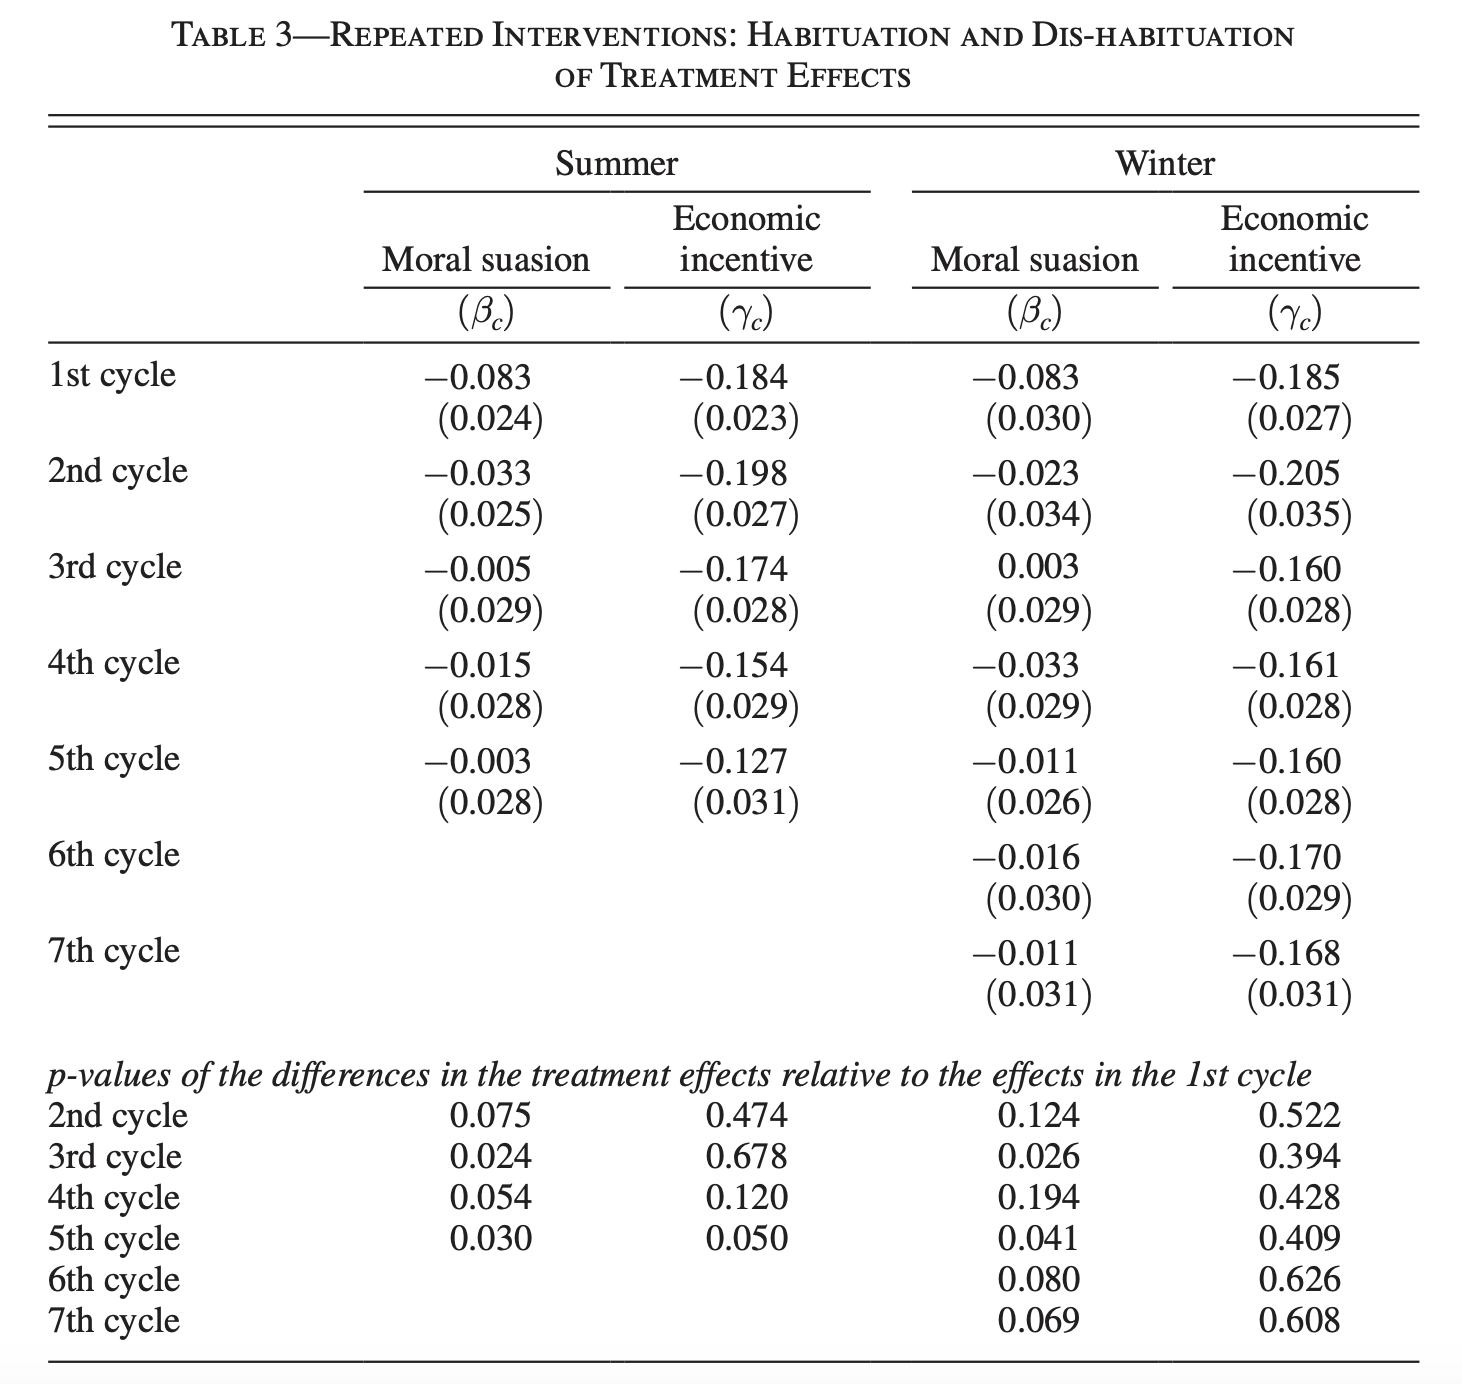 TABLE 3—REPEATED INTERVENTIONS: HABITUATION AND DIS-HABITUATION
OF TREATMENT EFFECTS
Summer Winter
Economic Economic
Moral suasion incentive Moral suasion incentive
(β_c) (γ_c) (β_c) (γ_c)
1st cycle −0.083 −0.184 −0.083 −0.185
(0.024) (0.023) (0.030) (0.027)
2nd cycle −0.033 −0.198 −0.023 −0.205
(0.025) (0.027) (0.034) (0.035)
3rd cycle −0.005 −0.174 0.003 −0.160
(0.029) (0.028) (0.029) (0.028)
4th cycle −0.015 −0.154 −0.033 −0.161
(0.028) (0.029) (0.029) (0.028)
5th cycle −0.003 −0.127 −0.011 −0.160
(0.028) (0.031) (0.026) (0.028)
6th cycle −0.016 −0.170
(0.030) (0.029)
7th cycle −0.011 −0.168
(0.031) (0.031)
p-values of the differences in the treatment effects relative to the effects in the 1st cycle
2nd cycle 0.075 0.474 0.124 0.522
3rd cycle 0.024 0.678 0.026 0.394
4th cycle 0.054 0.120 0.194 0.428
5th cycle 0.030 0.050 0.041 0.409
6th cycle 0.080 0.626
7th cycle 0.069 0.608